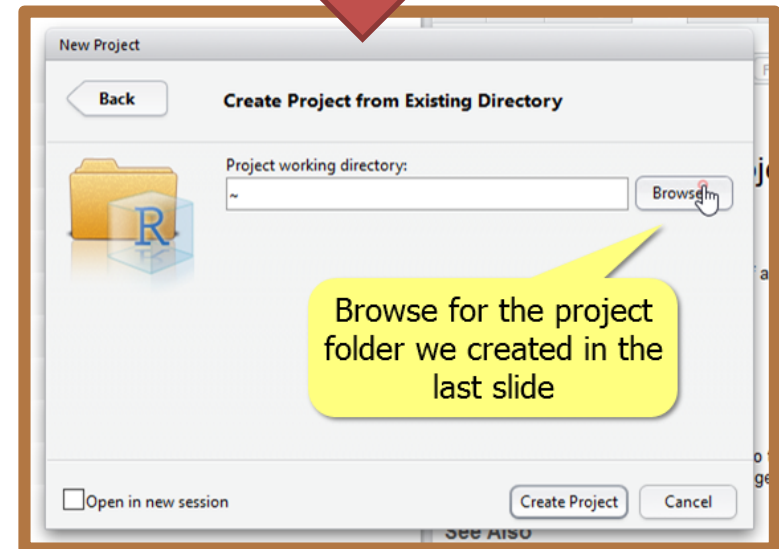 New Project
Back
Create Project from Existing Directory
Project working directory:
~
R
Browse for the project
folder we created in the
last slide
Open in new session
Create Project
Cancel
See Also